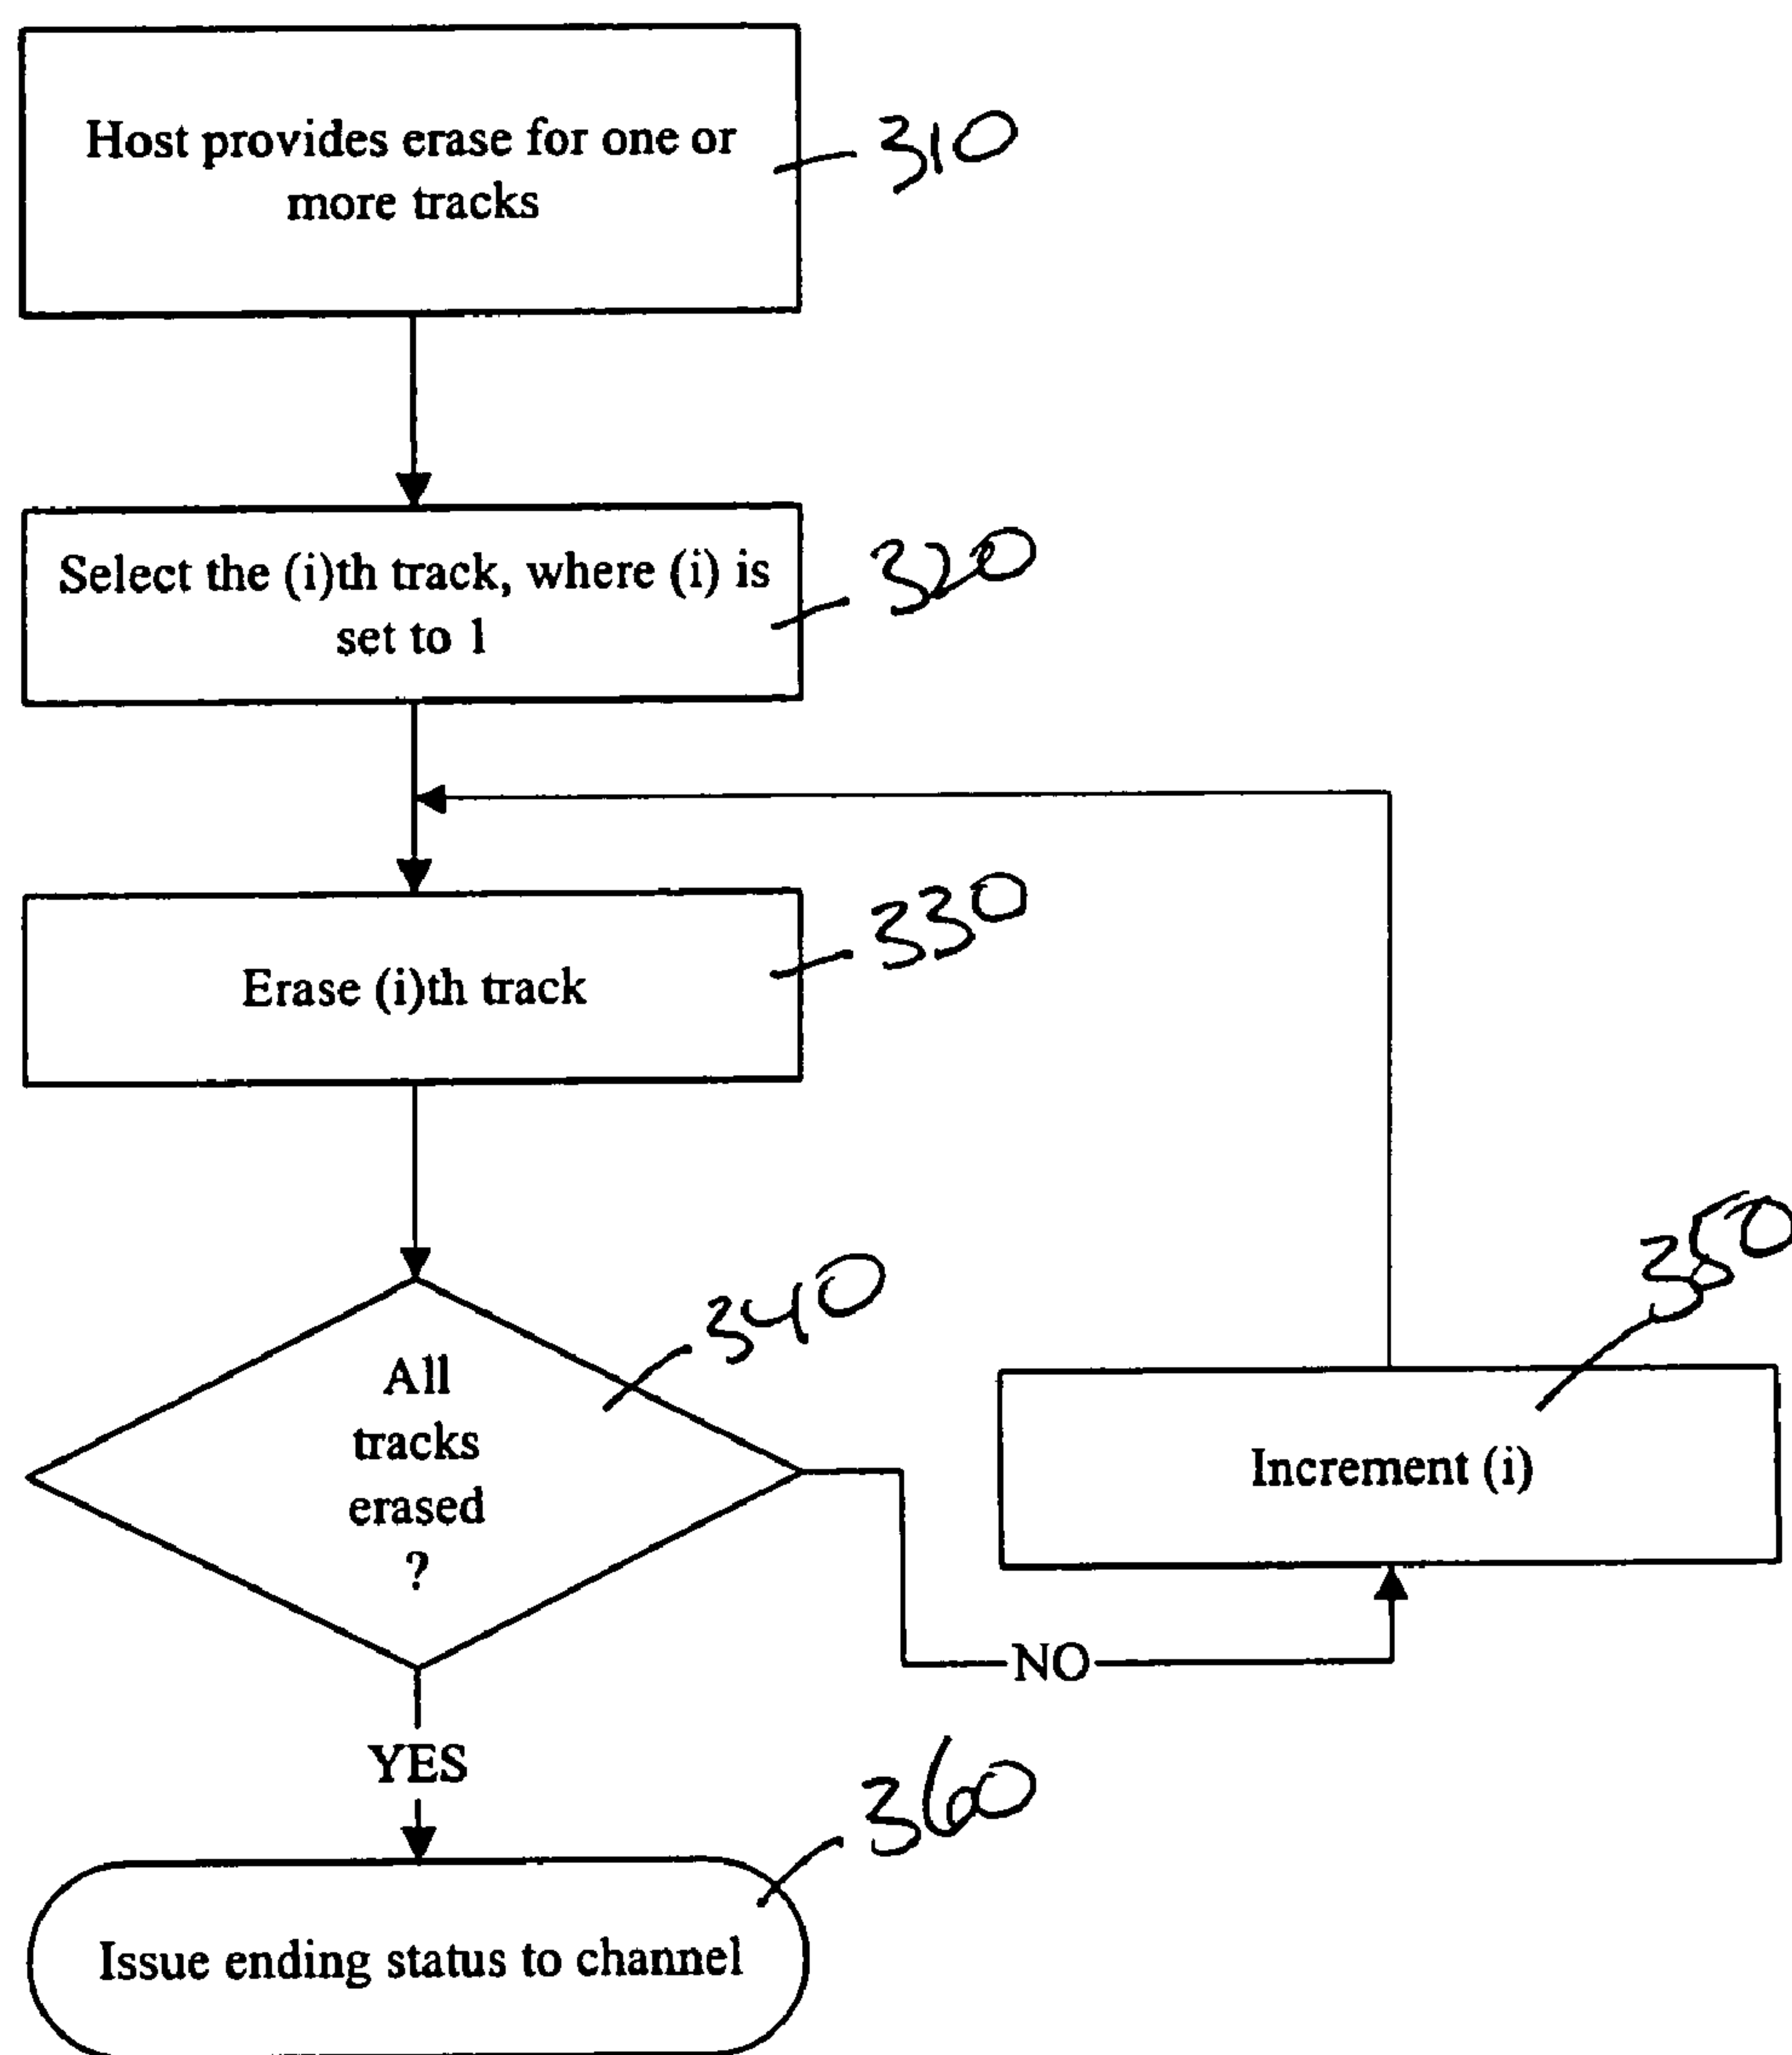 Host provides erase for one or
more tracks
310
Select the (i)th track, where (i) is
set to 1
320
Erase (i)th track
330
All
tracks
erased
?
340
350
Increment (i)
NO
YES
360
Issue ending status to channel